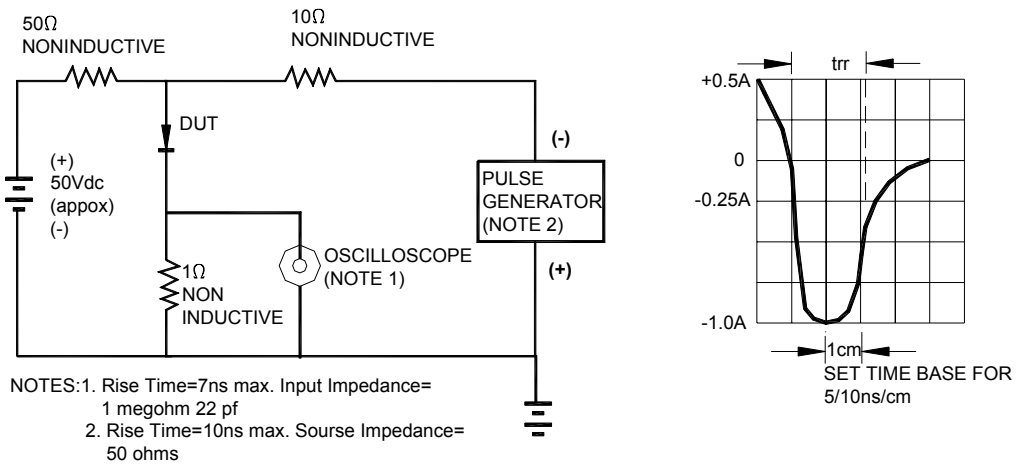 50Ω
NONINDUCTIVE
10Ω
NONINDUCTIVE
DUT
(+)
50Vdc
(appox)
(-)
1Ω
NON
INDUCTIVE
OSCILLOSCOPE
(NOTE 1)
(-)
PULSE
GENERATOR
(NOTE 2)
(+)
NOTES:1. Rise Time=7ns max. Input Impedance=
1 megohm 22 pf
2. Rise Time=10ns max. Sourse Impedance=
50 ohms
trr
+0.5A
0
-0.25A
-1.0A
1cm
SET TIME BASE FOR
5/10ns/cm